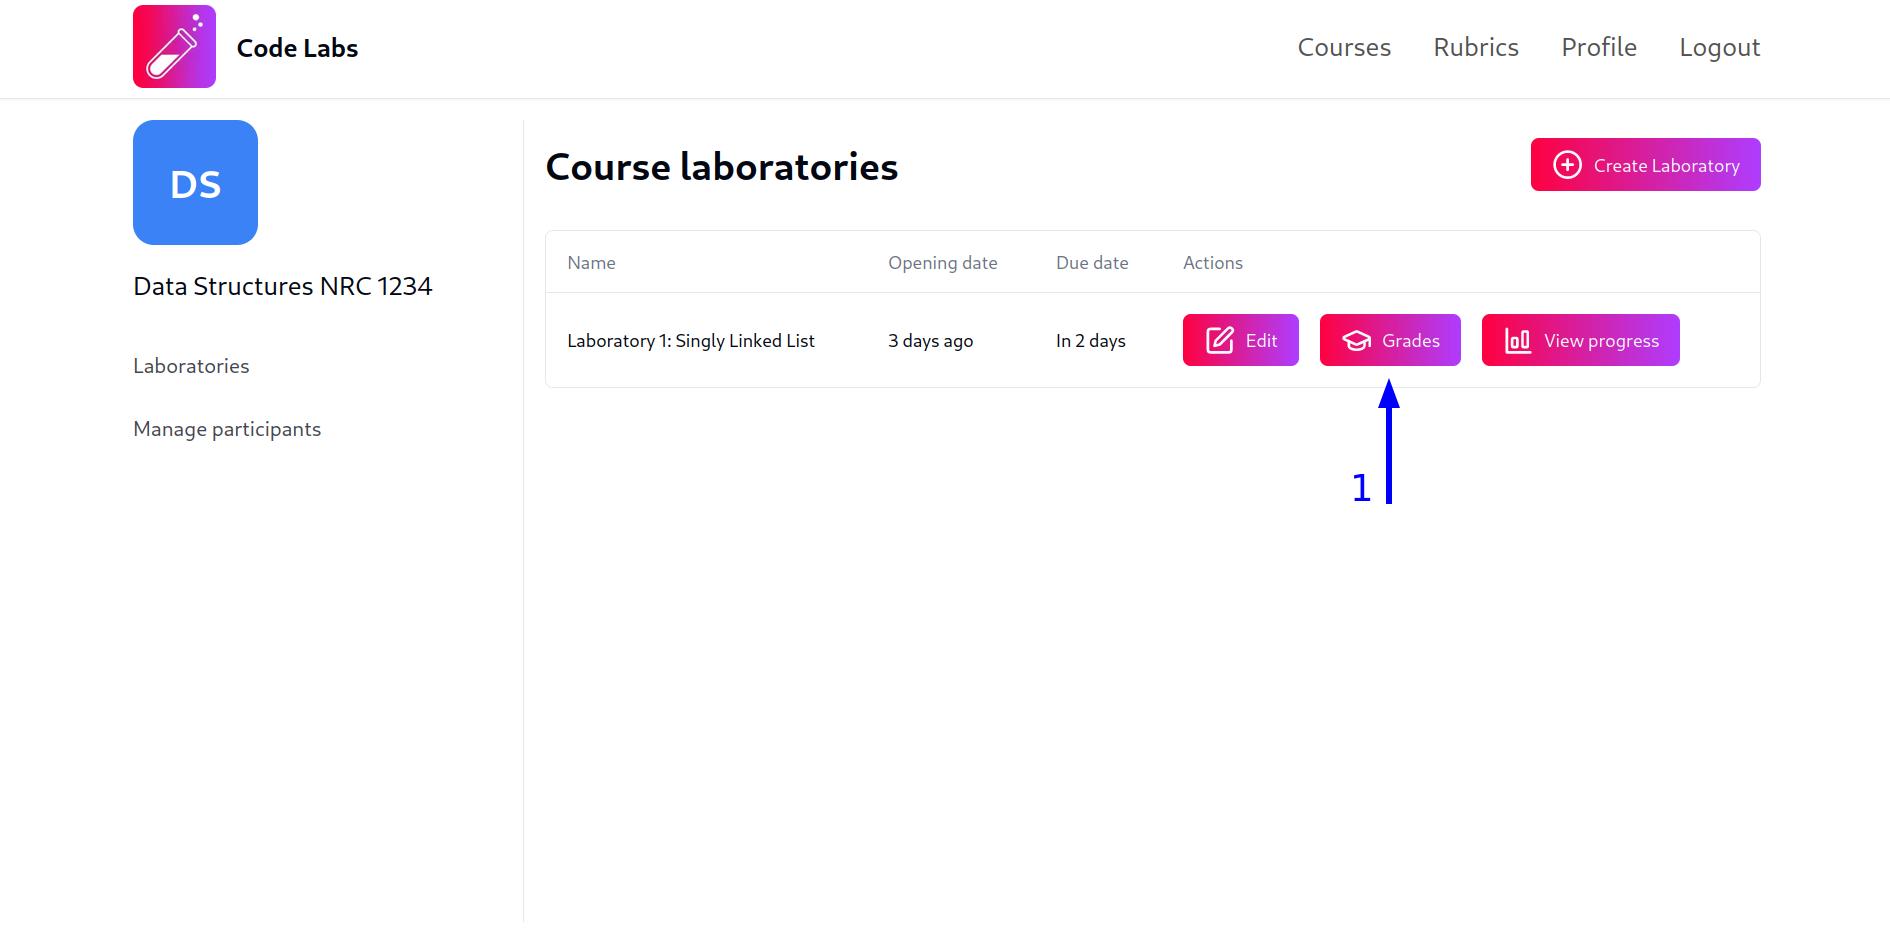 Code Labs
Courses Rubrics Profile Logout
DS
Data Structures NRC 1234
Laboratories
Manage participants
Course laboratories
Create Laboratory
Name Opening date Due date Actions
Laboratory 1: Singly Linked List 3 days ago In 2 days Edit Grades View progress
1